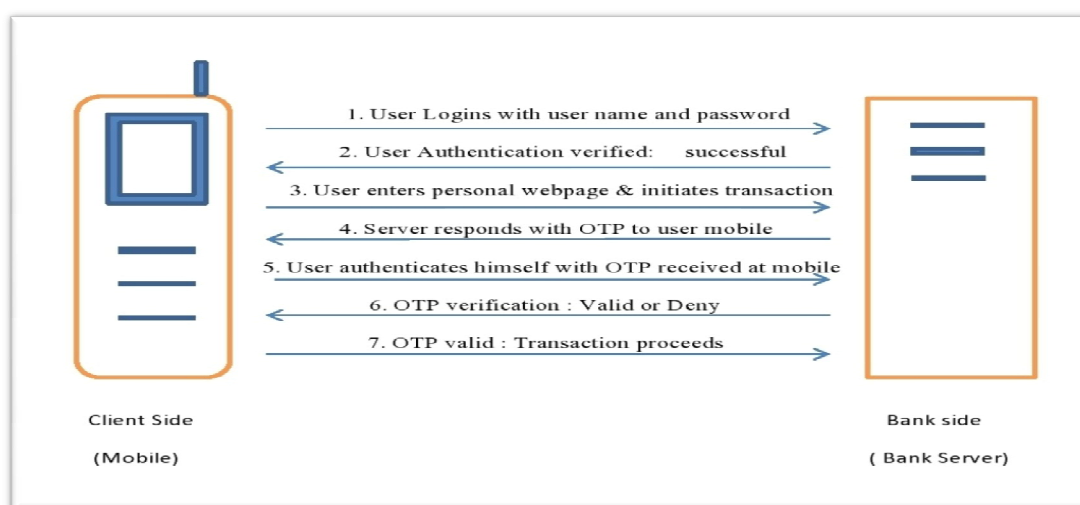 1. User Logins with user name and password
2. User Authentication verified: successful
3. User enters personal webpage & initiates transaction
4. Server responds with OTP to user mobile
5. User authenticates himself with OTP received at mobile
6. OTP verification : Valid or Deny
7. OTP valid : Transaction proceeds
Client Side
(Mobile)
Bank side
( Bank Server)